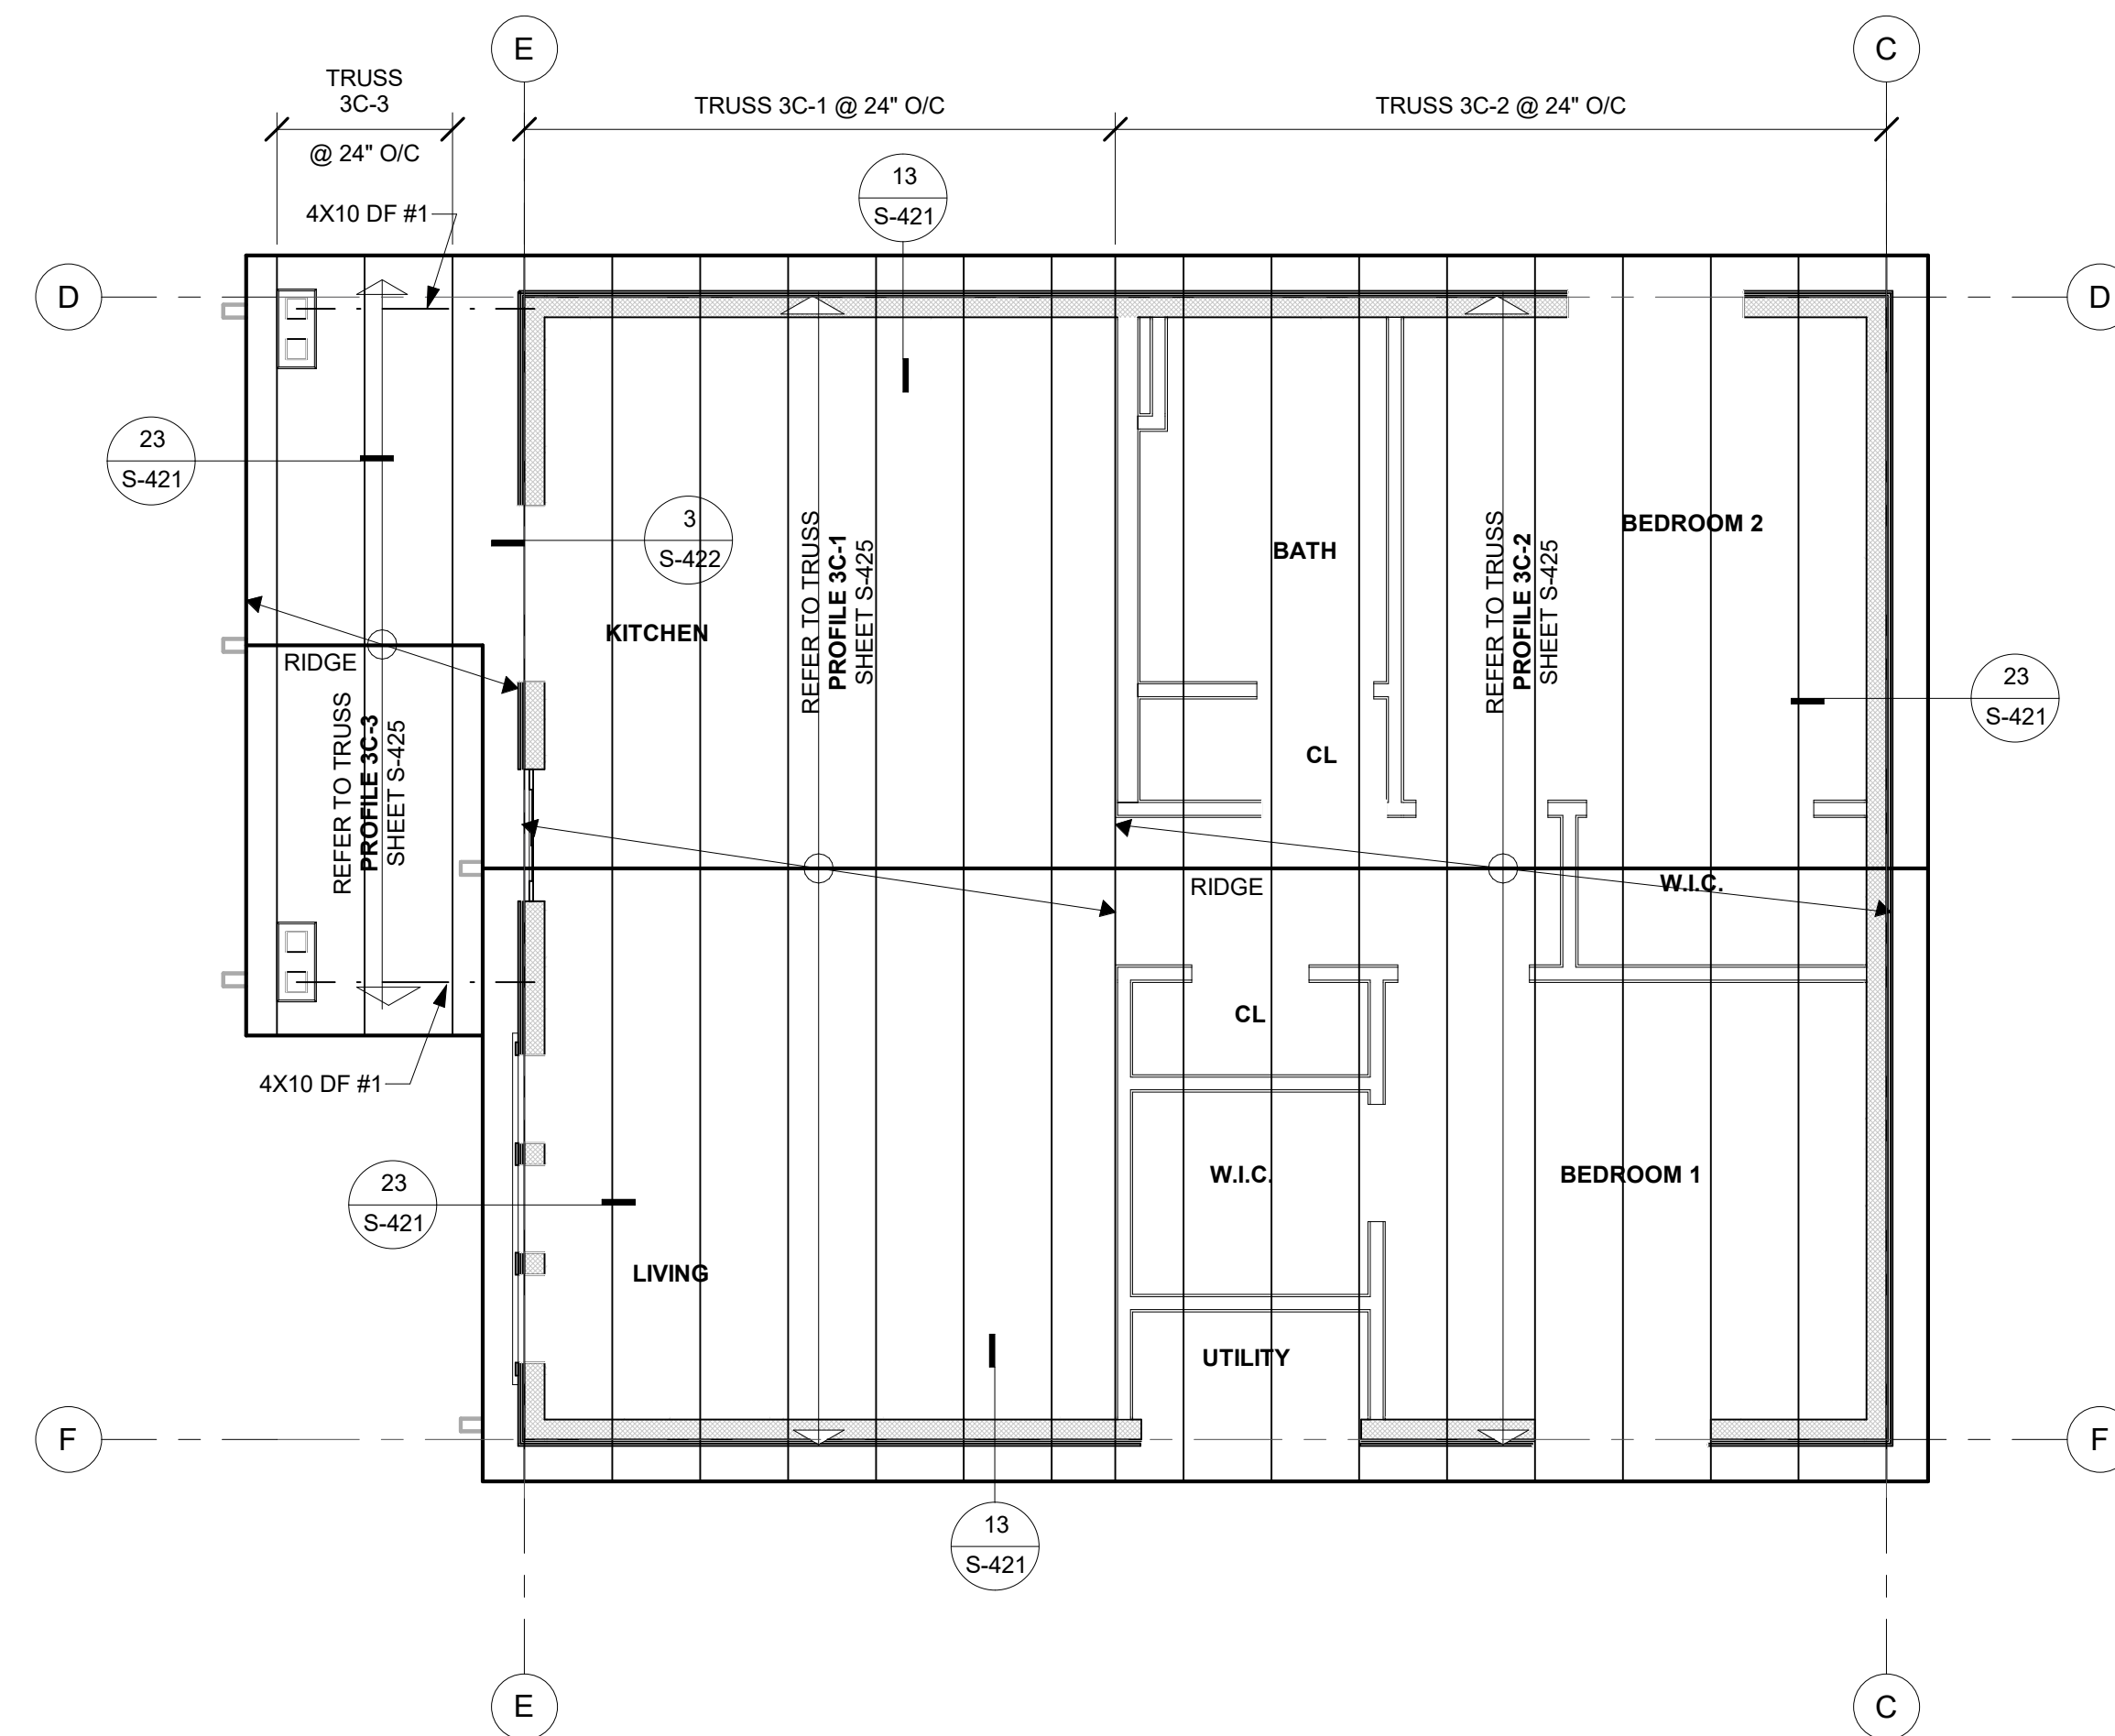 E
C
TRUSS
3C-3
@ 24" O/C
TRUSS 3C-1 @ 24" O/C
TRUSS 3C-2 @ 24" O/C
4X10 DF #1
13
S-421
D
D
23
S-421
3
S-422
KITCHEN
REFER TO TRUSS
PROFILE 3C-1
SHEET S-425
BATH
REFER TO TRUSS
PROFILE 3C-2
SHEET S-425
BEDROOM 2
RIDGE
REFER TO TRUSS
PROFILE 3C-3
SHEET S-425
CL
23
S-421
RIDGE
W.I.C.
CL
4X10 DF #1
23
S-421
W.I.C.
BEDROOM 1
LIVING
UTILITY
F
F
13
S-421
E
C